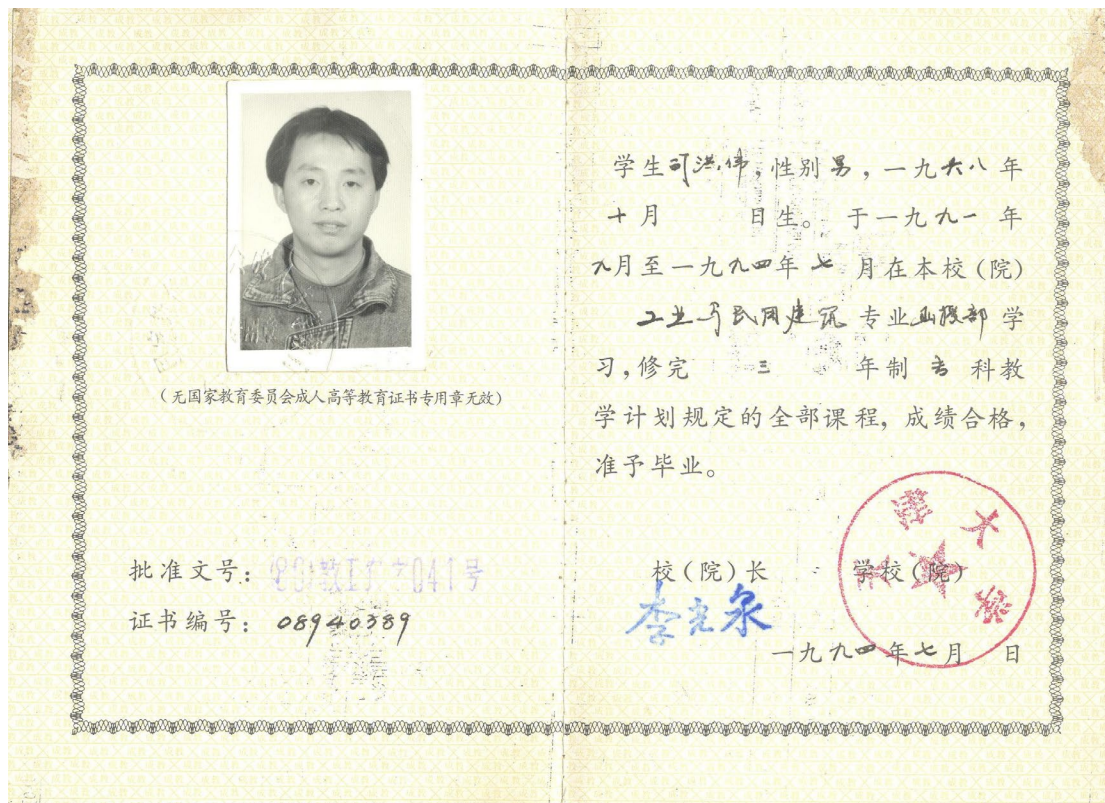 (无国家教育委员会成人高等教育证书专用章无效)
批准文号:
证书编号: 08940389
学生司洪伟,性别男,一九六八年
十月 日生。于一九九一年
九月至一九九四年七月在本校(院)
工业与民用建筑专业 学
习,修完 三 年制 专 科教
学计划规定的全部课程,成绩合格,
准予毕业。
校(院)长 学校(院)
李光泉
一九九四年七月 日